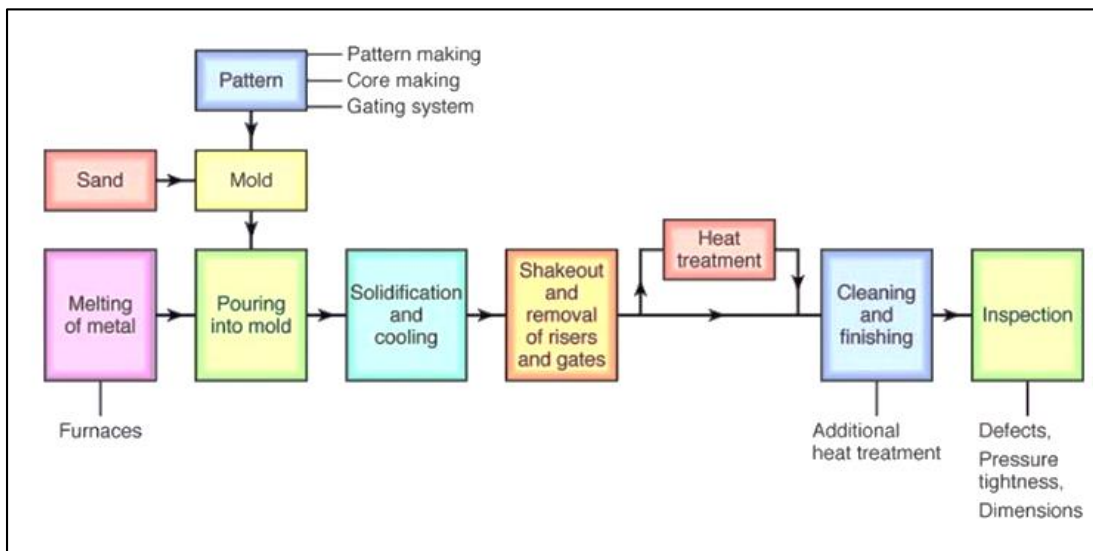 Pattern
Pattern making
Core making
Gating system
Sand
Mold
Melting
of metal
Pouring
into mold
Solidification
and
cooling
Shakeout
and
removal
of risers
and gates
Heat
treatment
Cleaning
and
finishing
Inspection
Furnaces
Additional
heat treatment
Defects,
Pressure
tightness,
Dimensions